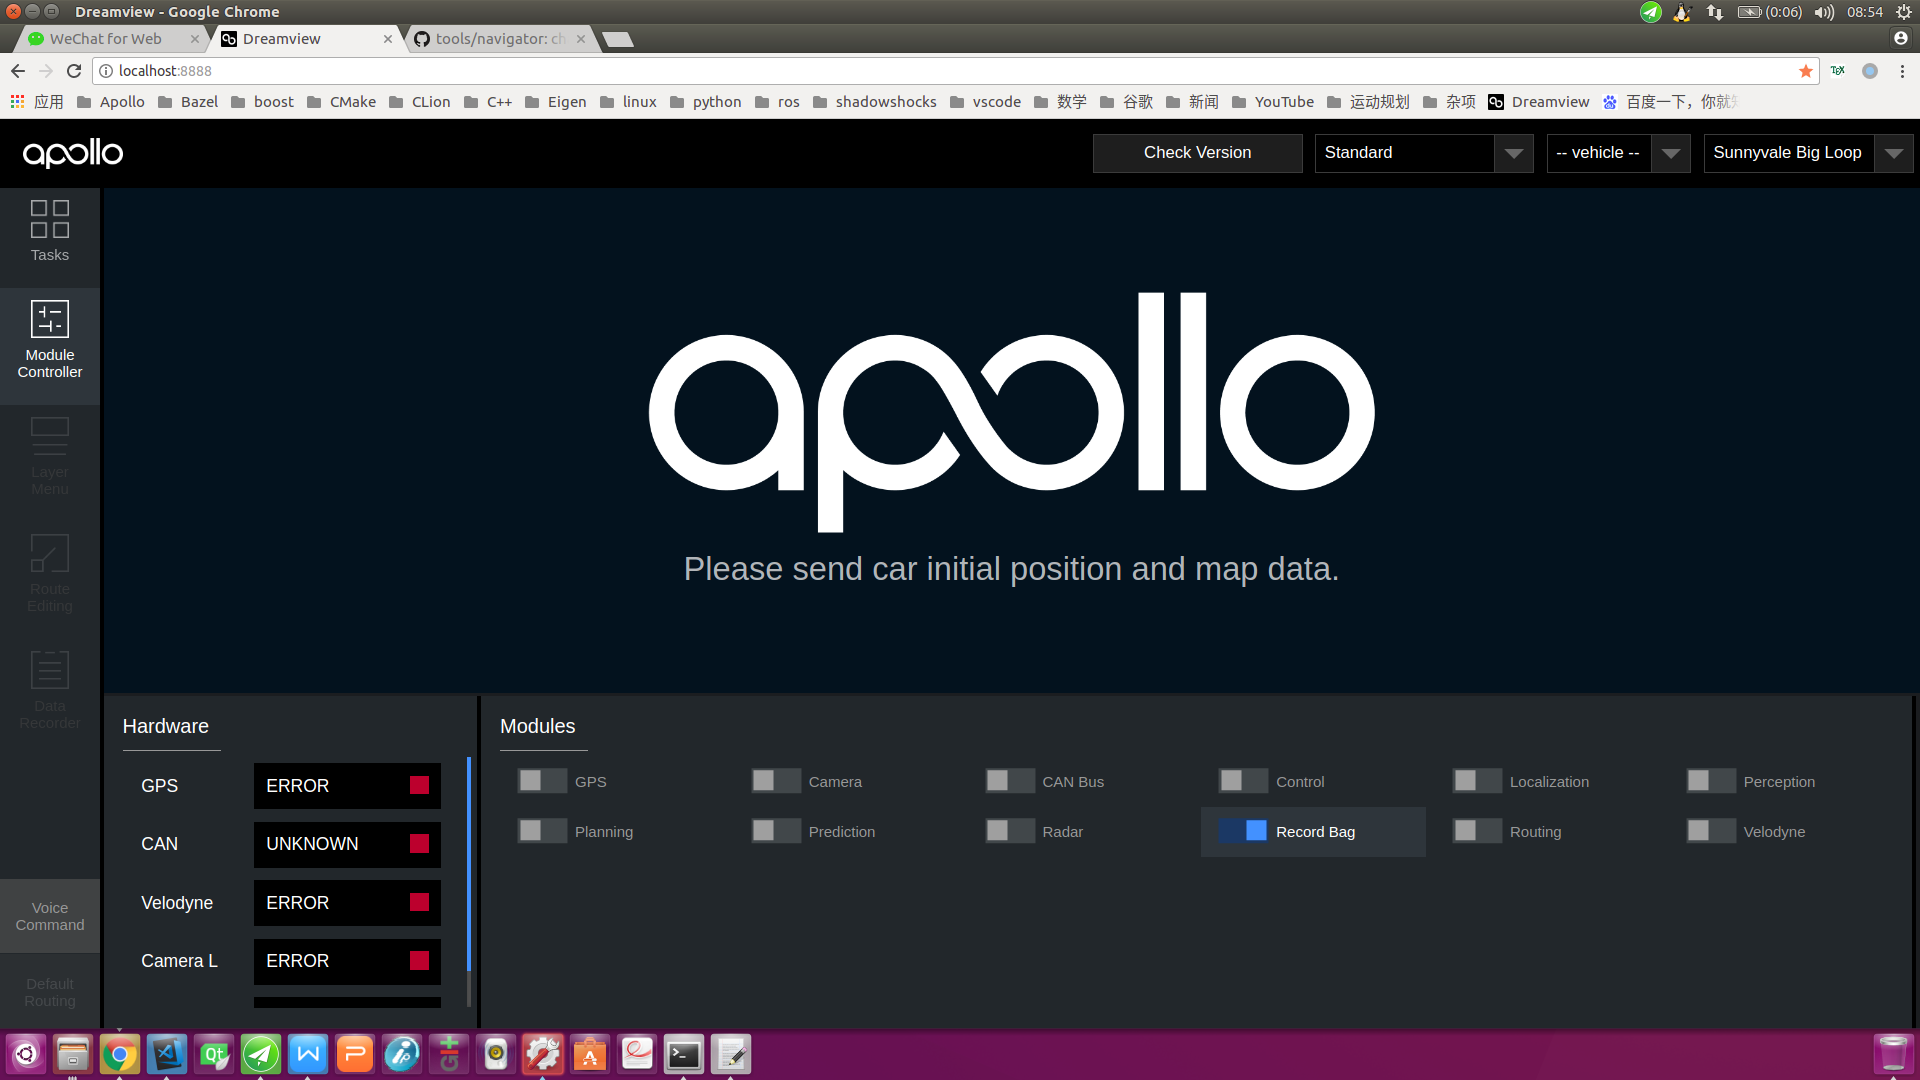 Dreamview - Google Chrome
(0:06) 08:54
WeChat for Web
Dreamview
tools/navigator: ch
localhost:8888
应用 Apollo Bazel boost CMake CLion C++ Eigen linux python ros shadowshocks vscode 数学 谷歌 新闻 YouTube 运动规划 杂项 Dreamview 百度一下，你就知
apollo
Check Version
Standard
-- vehicle --
Sunnyvale Big Loop
Tasks
Module
Controller
Layer
Menu
Route
Editing
Data
Recorder
Voice
Command
Default
Routing
apollo
Please send car initial position and map data.
Hardware
GPS ERROR
CAN UNKNOWN
Velodyne ERROR
Camera L ERROR
Modules
GPS Camera CAN Bus Control Localization Perception
Planning Prediction Radar Record Bag Routing Velodyne